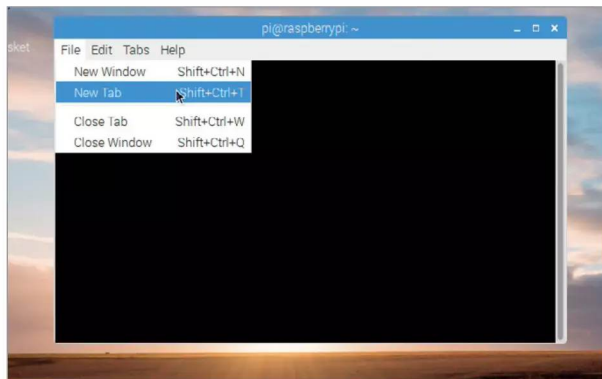 pi@raspberrypi: ~
sket
File Edit Tabs Help
New Window Shift+Ctrl+N
New Tab Shift+Ctrl+T
Close Tab Shift+Ctrl+W
Close Window Shift+Ctrl+Q